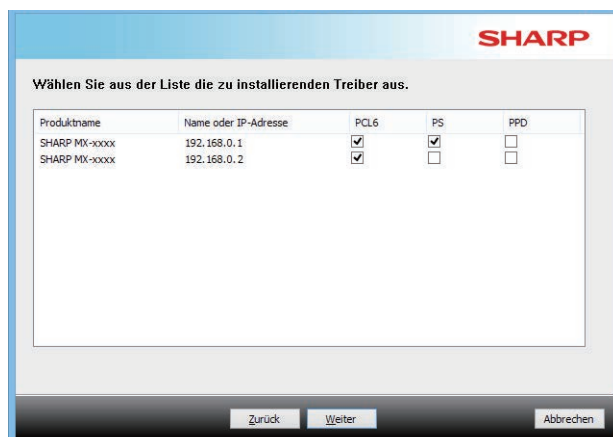 SHARP
Wählen Sie aus der Liste die zu installierenden Treiber aus.
Produktname Name oder IP-Adresse PCL6 PS PPD
SHARP MX-xxxx 192.168.0.1
SHARP MX-xxxx 192.168.0.2
Zurück Weiter Abbrechen